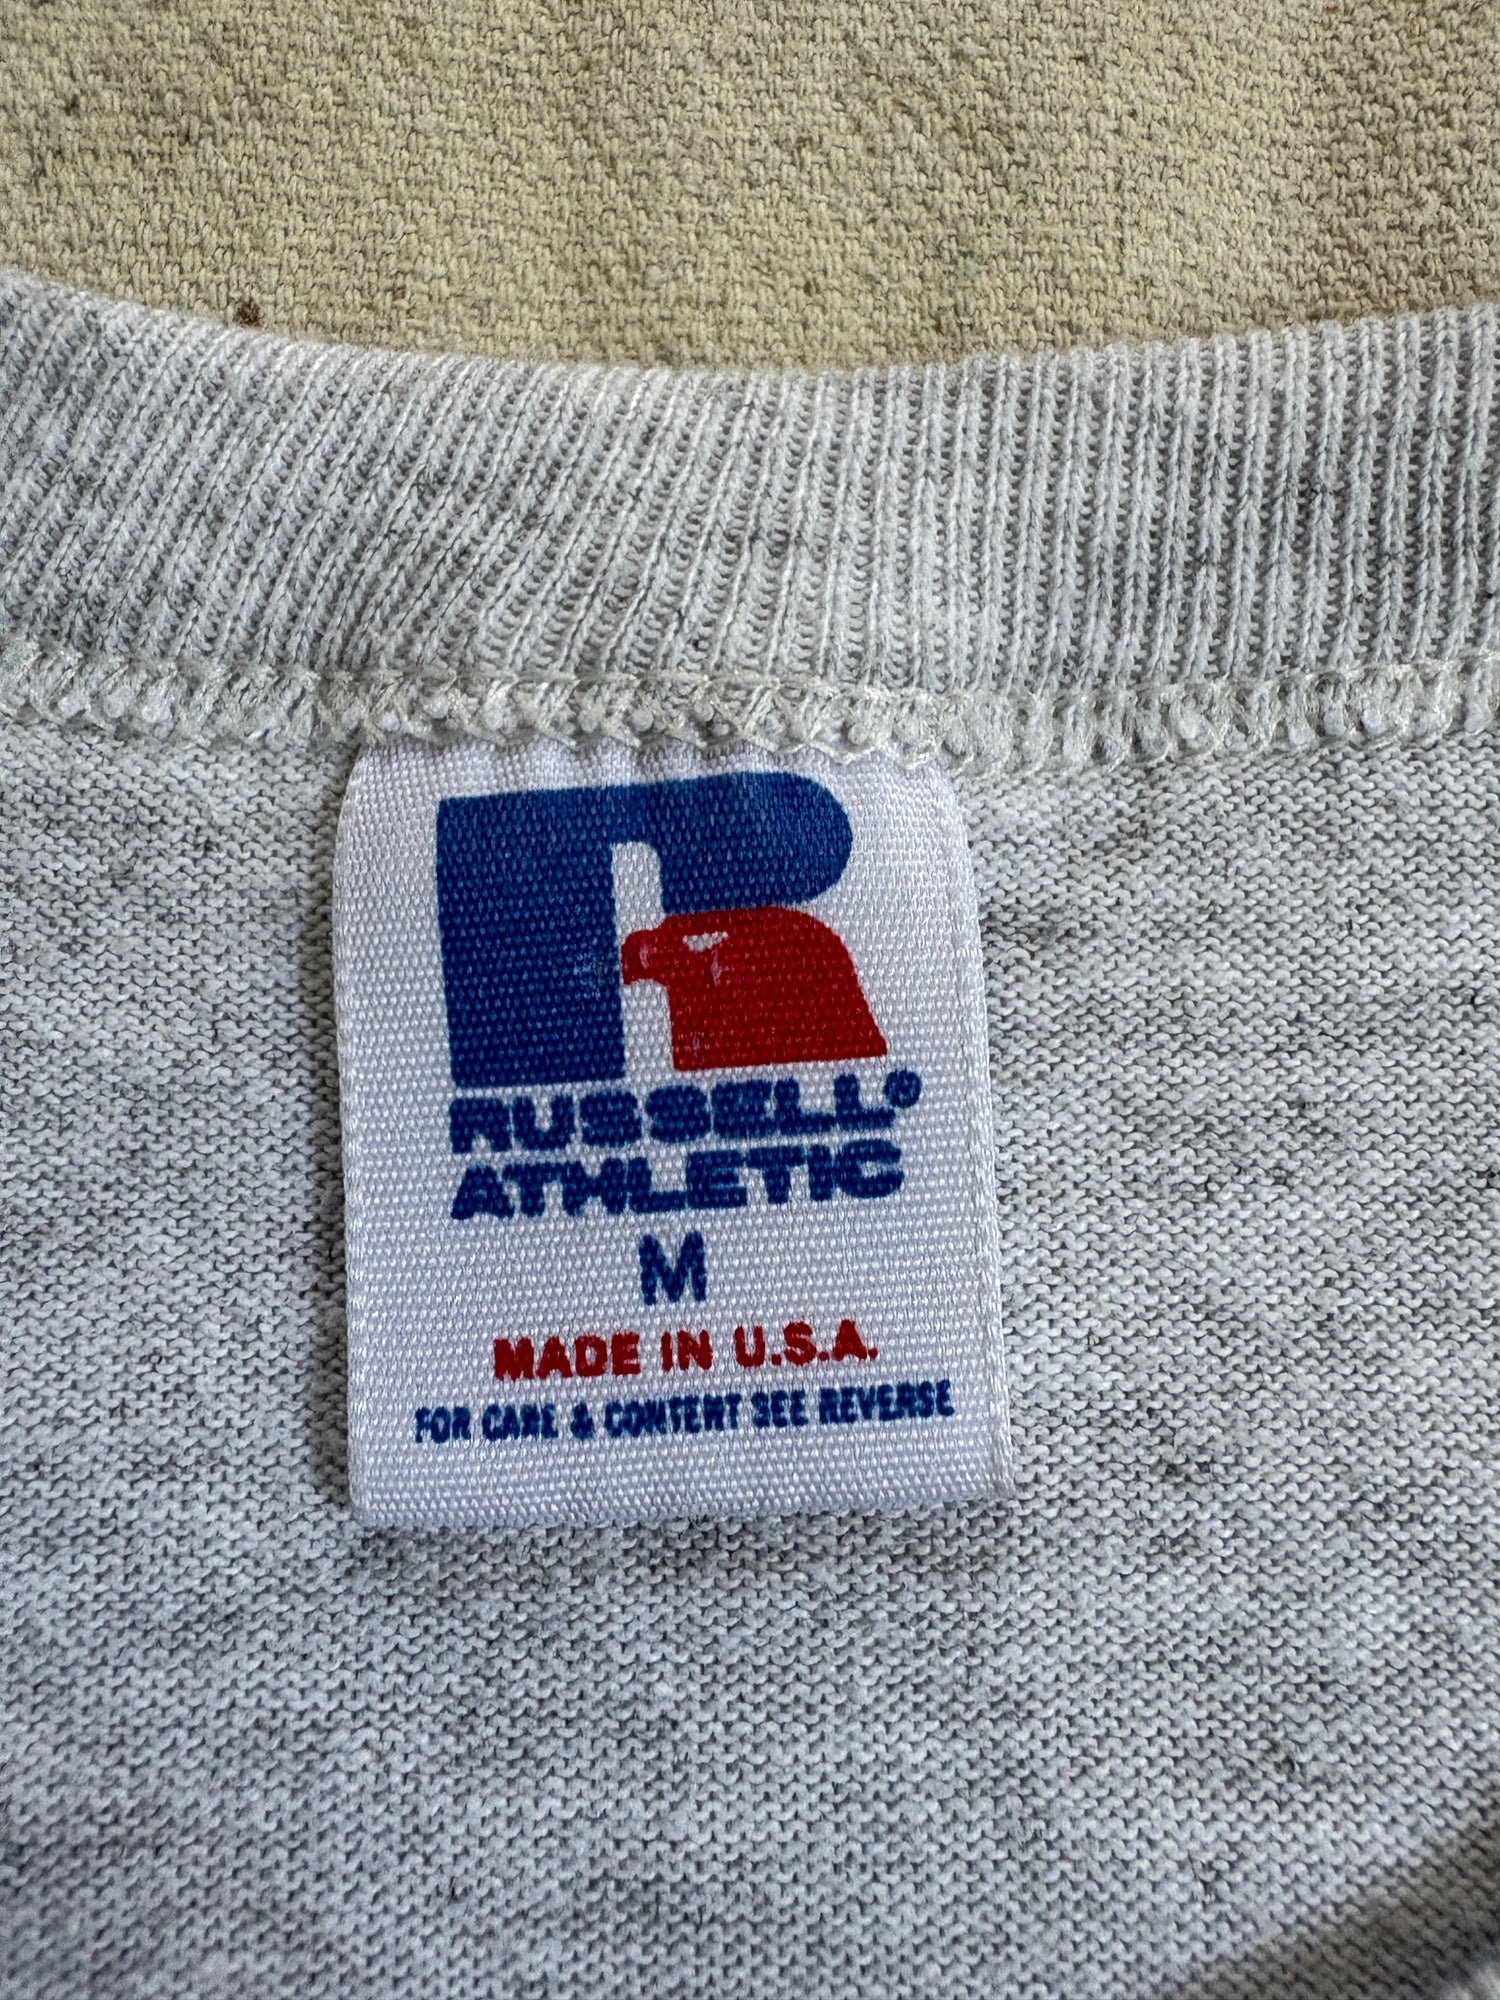 RUSSELL®
ATHLETIC
M
MADE IN U.S.A.
FOR CARE & CONTENT SEE REVERSE